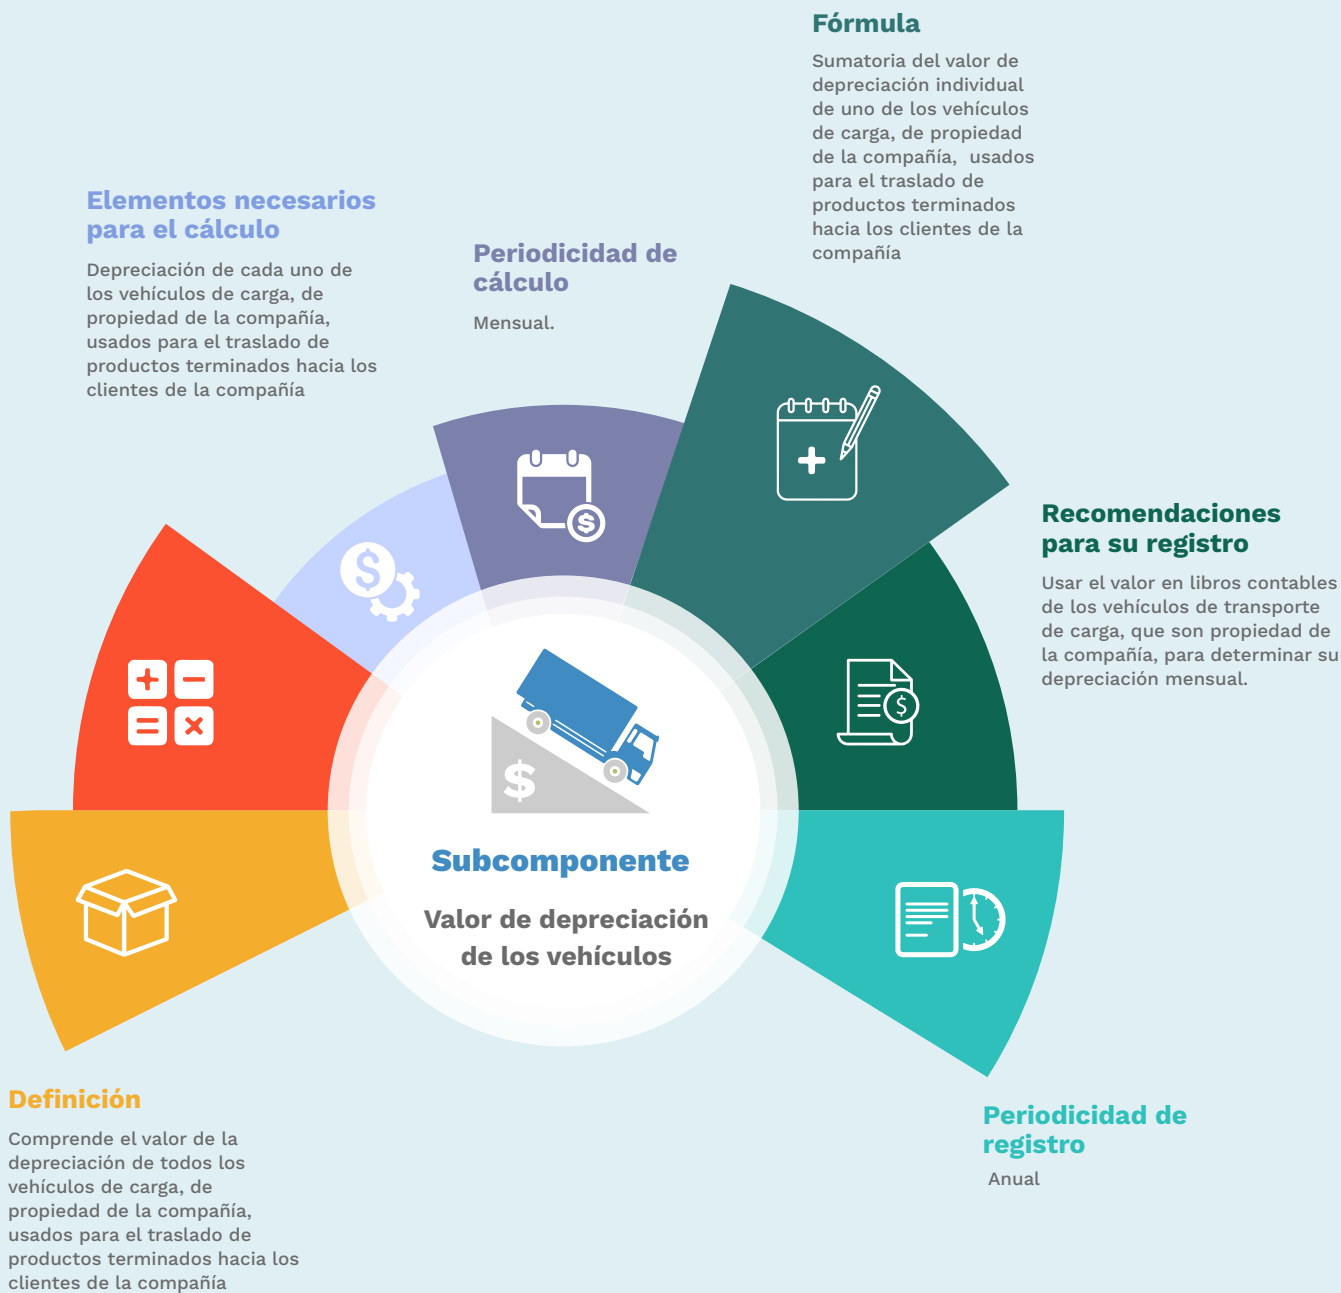 Fórmula
Sumatoria del valor de
depreciación individual
de uno de los vehículos
de carga, de propiedad
de la compañía, usados
para el traslado de
productos terminados
hacia los clientes de la
compañía
Elementos necesarios
para el cálculo
Depreciación de cada uno de
los vehículos de carga, de
propiedad de la compañía,
usados para el traslado de
productos terminados hacia los
clientes de la compañía
Periodicidad de
cálculo
Mensual.
Recomendaciones
para su registro
Usar el valor en libros contables
de los vehículos de transporte
de carga, que son propiedad de
la compañía, para determinar su
depreciación mensual.
$
Subcomponente
Valor de depreciación
de los vehículos
Definición
Comprende el valor de la
depreciación de todos los
vehículos de carga, de
propiedad de la compañía,
usados para el traslado de
productos terminados hacia los
clientes de la compañía
Periodicidad de
registro
Anual